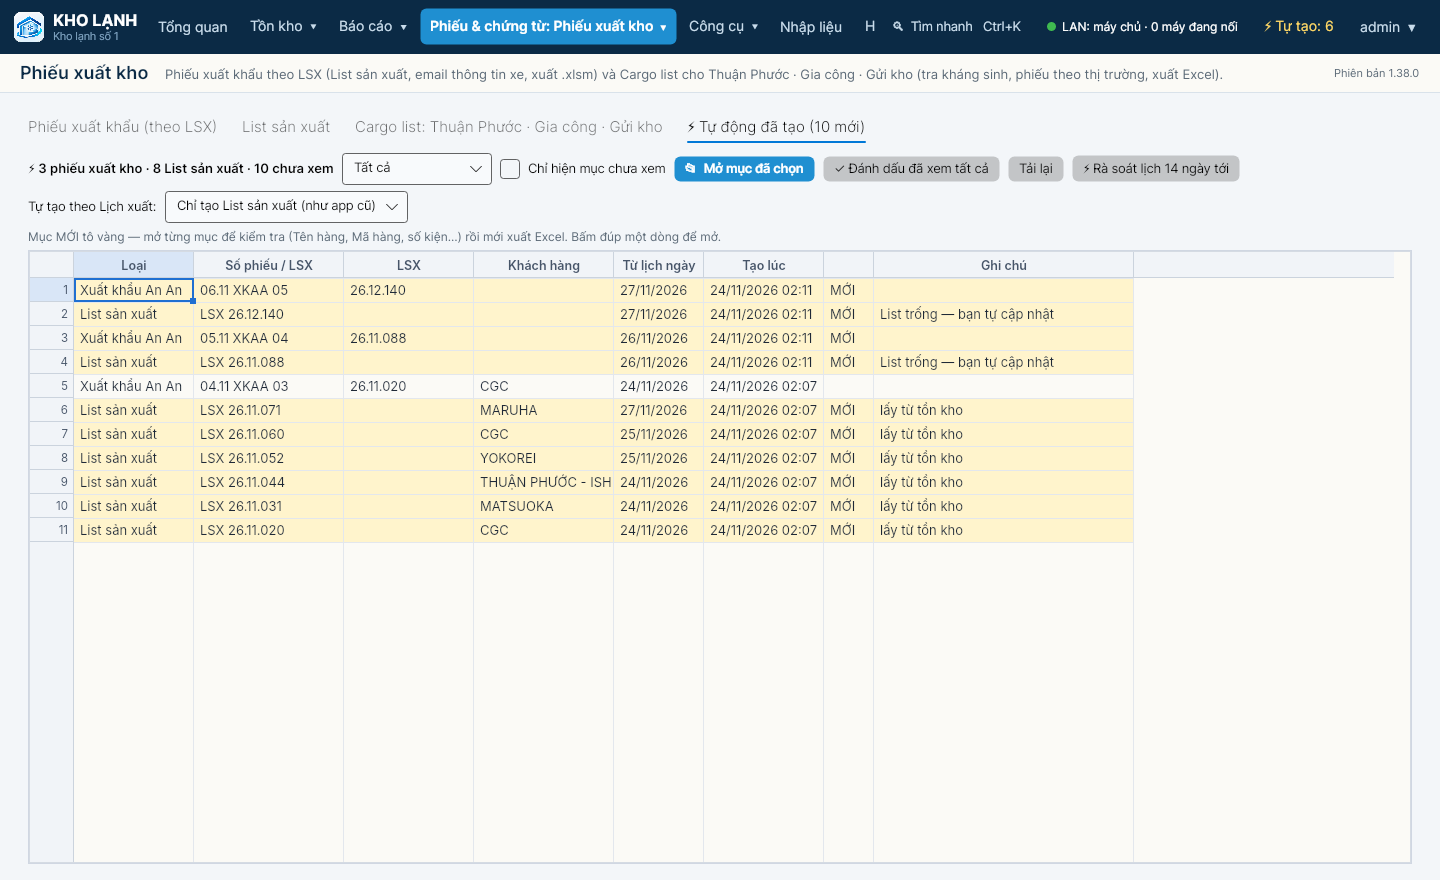 KHO LẠNH
Kho lạnh số 1
Tổng quan
Tồn kho ▾
Báo cáo ▾
Phiếu & chứng từ: Phiếu xuất kho ▾
Công cụ ▾
Nhập liệu
H
Tìm nhanh Ctrl+K
LAN: máy chủ · 0 máy đang nối
⚡ Tự tạo: 6
admin ▾
Phiếu xuất kho
Phiếu xuất khẩu theo LSX (List sản xuất, email thông tin xe, xuất .xlsm) và Cargo list cho Thuận Phước · Gia công · Gửi kho (tra kháng sinh, phiếu theo thị trường, xuất Excel).
Phiên bản 1.38.0
Phiếu xuất khẩu (theo LSX)
List sản xuất
Cargo list: Thuận Phước · Gia công · Gửi kho
⚡ Tự động đã tạo (10 mới)
⚡ 3 phiếu xuất kho · 8 List sản xuất · 10 chưa xem
Tất cả
Chỉ hiện mục chưa xem
Mở mục đã chọn
✓ Đánh dấu đã xem tất cả
Tải lại
⚡ Rà soát lịch 14 ngày tới
Tự tạo theo Lịch xuất:
Chỉ tạo List sản xuất (như app cũ)
Mục MỚI tô vàng — mở từng mục để kiểm tra (Tên hàng, Mã hàng, số kiện...) rồi mới xuất Excel. Bấm đúp một dòng để mở.
Loại Số phiếu / LSX LSX Khách hàng Từ lịch ngày Tạo lúc Ghi chú
1 Xuất khẩu An An 06.11 XKAA 05 26.12.140 27/11/2026 24/11/2026 02:11 MỚI
2 List sản xuất LSX 26.12.140 27/11/2026 24/11/2026 02:11 MỚI List trống — bạn tự cập nhật
3 Xuất khẩu An An 05.11 XKAA 04 26.11.088 26/11/2026 24/11/2026 02:11 MỚI
4 List sản xuất LSX 26.11.088 26/11/2026 24/11/2026 02:11 MỚI List trống — bạn tự cập nhật
5 Xuất khẩu An An 04.11 XKAA 03 26.11.020 CGC 24/11/2026 24/11/2026 02:07
6 List sản xuất LSX 26.11.071 MARUHA 27/11/2026 24/11/2026 02:07 MỚI lấy từ tồn kho
7 List sản xuất LSX 26.11.060 CGC 25/11/2026 24/11/2026 02:07 MỚI lấy từ tồn kho
8 List sản xuất LSX 26.11.052 YOKOREI 25/11/2026 24/11/2026 02:07 MỚI lấy từ tồn kho
9 List sản xuất LSX 26.11.044 THUẬN PHƯỚC - ISH 24/11/2026 24/11/2026 02:07 MỚI lấy từ tồn kho
10 List sản xuất LSX 26.11.031 MATSUOKA 24/11/2026 24/11/2026 02:07 MỚI lấy từ tồn kho
11 List sản xuất LSX 26.11.020 CGC 24/11/2026 24/11/2026 02:07 MỚI lấy từ tồn kho